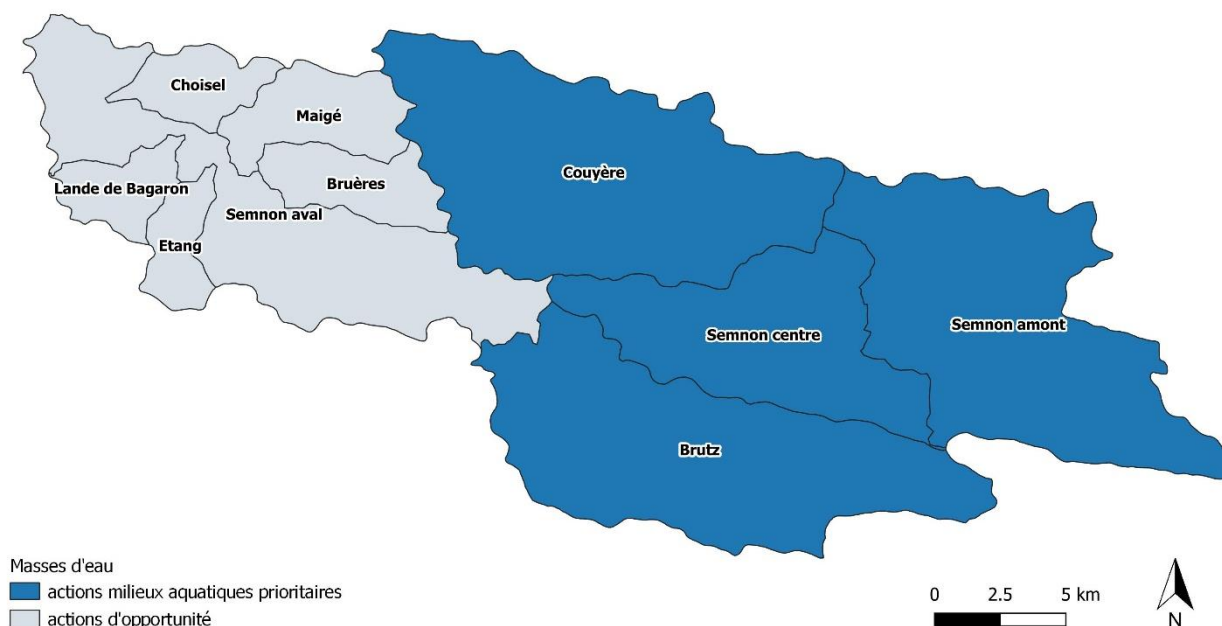 Choisel
Maigé
Couyère
Lande de Bagaron
Bruères
Semnon aval
Etang
Semnon centre
Semnon amont
Brutz
Masses d'eau
actions milieux aquatiques prioritaires
actions d'opportunité
0 2.5 5 km
N